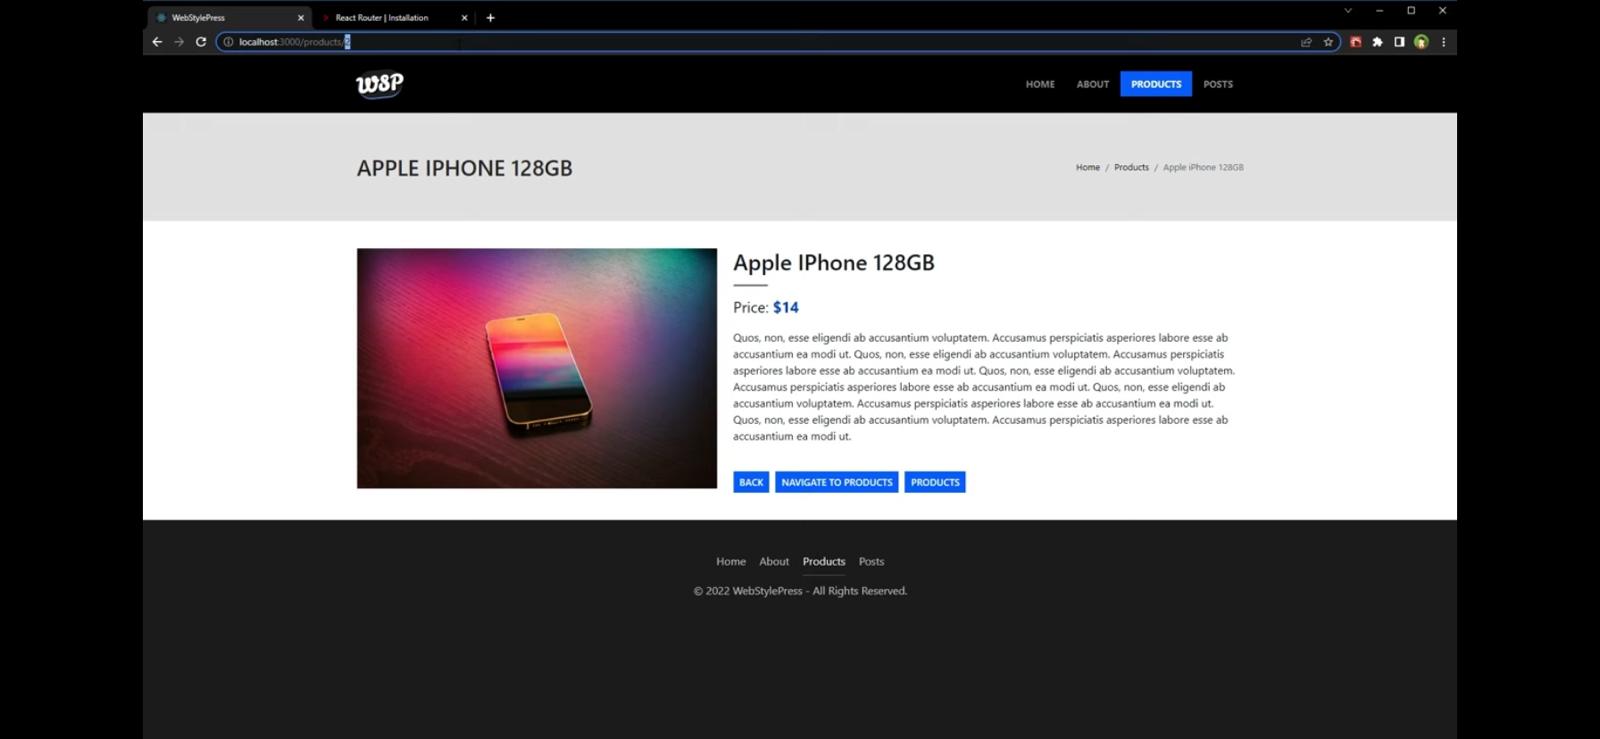 WebStylePress
React Router | Installation
localhost:3000/products/
WSP
HOME ABOUT PRODUCTS POSTS
APPLE IPHONE 128GB
Home / Products / Apple iPhone 128GB
Apple IPhone 128GB
Price: $14
Quos, non, esse eligendi ab accusantium voluptatem. Accusamus perspiciatis asperiores labore esse ab
accusantium ea modi ut. Quos, non, esse eligendi ab accusantium voluptatem. Accusamus perspiciatis
asperiores labore esse ab accusantium ea modi ut. Quos, non, esse eligendi ab accusantium voluptatem.
Accusamus perspiciatis asperiores labore esse ab accusantium ea modi ut. Quos, non, esse eligendi ab
accusantium voluptatem. Accusamus perspiciatis asperiores labore esse ab accusantium ea modi ut.
Quos, non, esse eligendi ab accusantium voluptatem. Accusamus perspiciatis asperiores labore esse ab
accusantium ea modi ut.
BACK NAVIGATE TO PRODUCTS PRODUCTS
Home About Products Posts
© 2022 WebStylePress - All Rights Reserved.